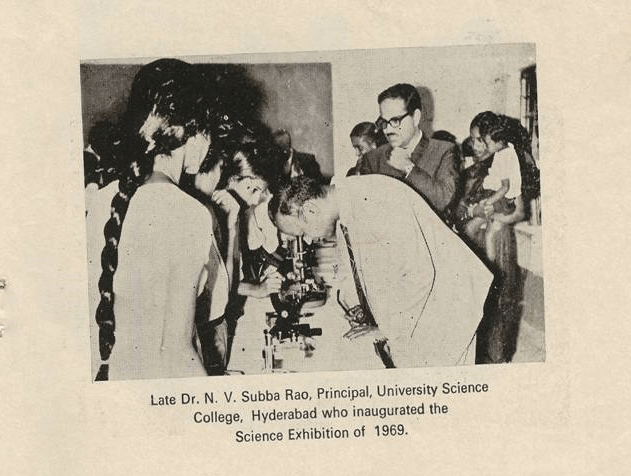 Late Dr. N. V. Subba Rao, Principal, University Science
College, Hyderabad who inaugurated the
Science Exhibition of 1969.